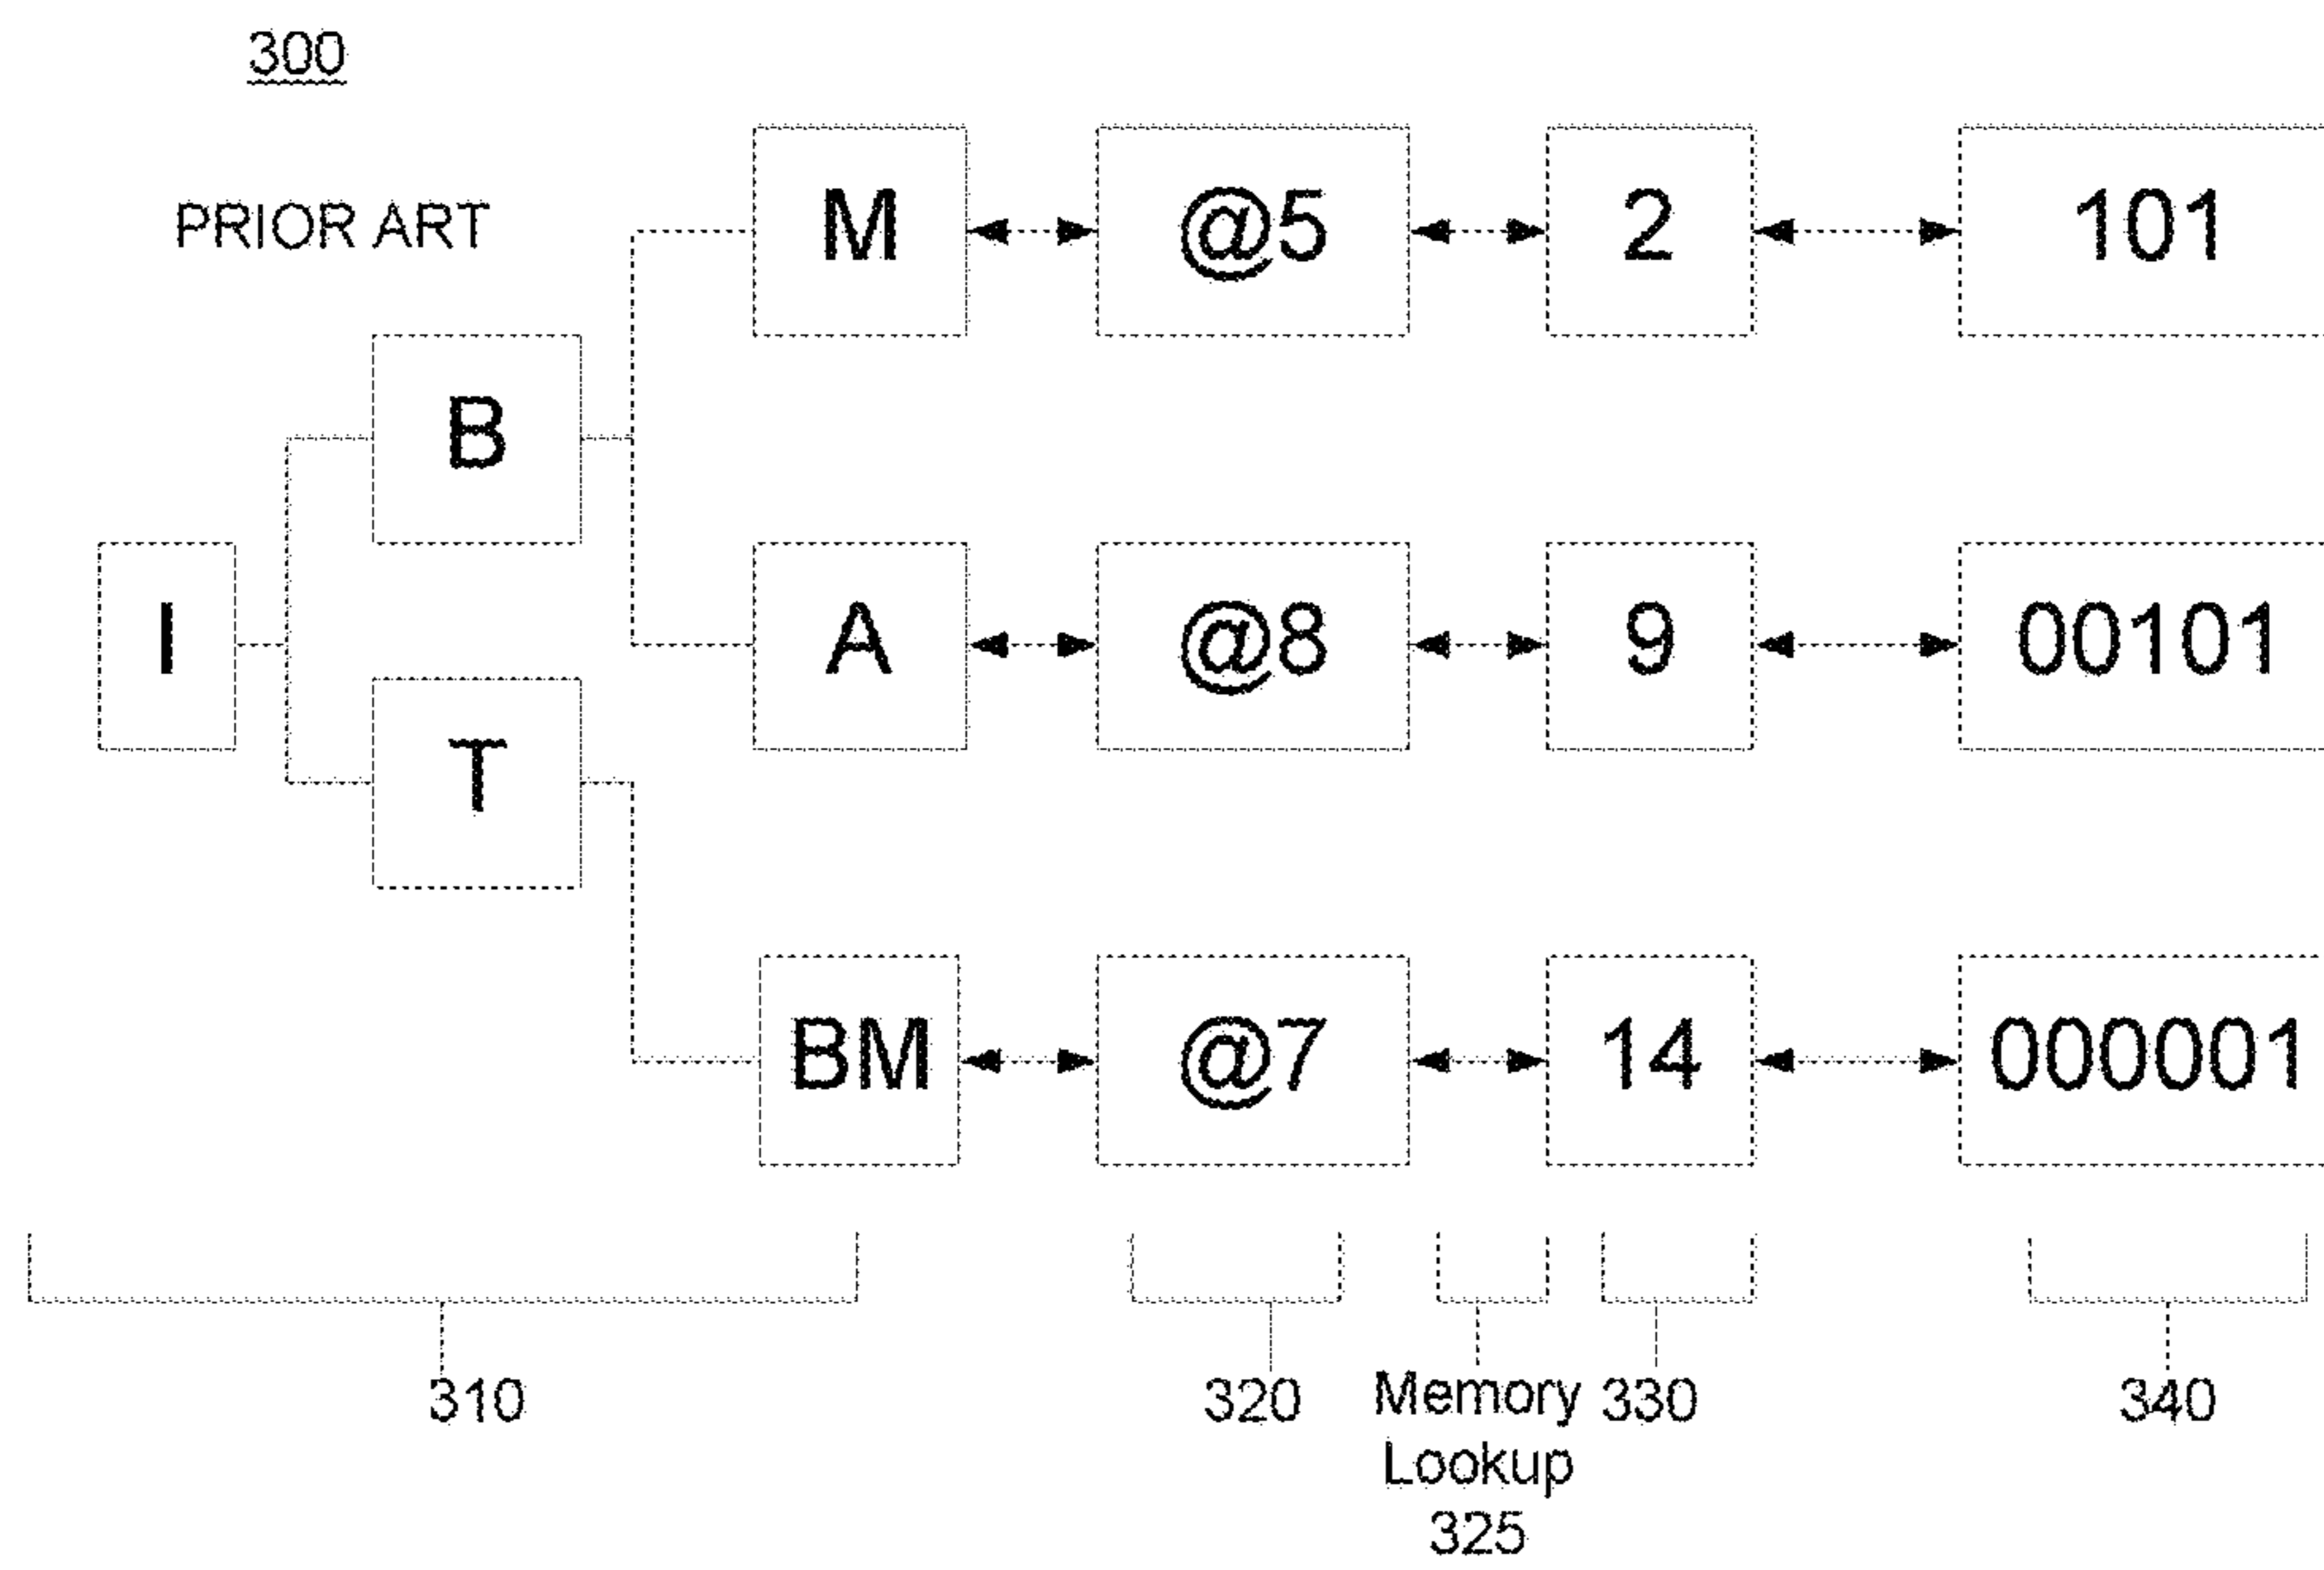 300
PRIOR ART
M @5 2 101
B
I A @8 9 00101
T
BM @7 14 000001
310 320 Memory 330 340
Lookup
325